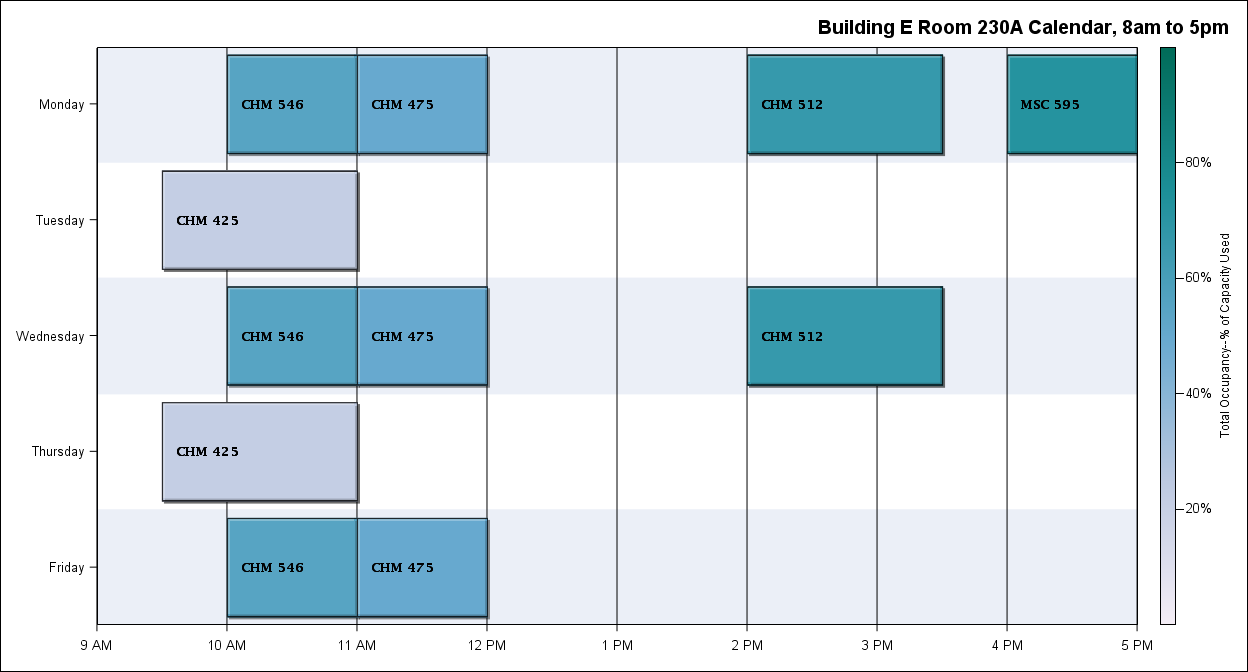 Building E Room 230A Calendar, 8am to 5pm
Monday
CHM 546
CHM 475
CHM 512
MSC 595
Tuesday
CHM 425
Wednesday
CHM 546
CHM 475
CHM 512
Thursday
CHM 425
Friday
CHM 546
CHM 475
9 AM
10 AM
11 AM
12 PM
1 PM
2 PM
3 PM
4 PM
5 PM
80%
60%
40%
20%
Total Occupancy--% of Capacity Used